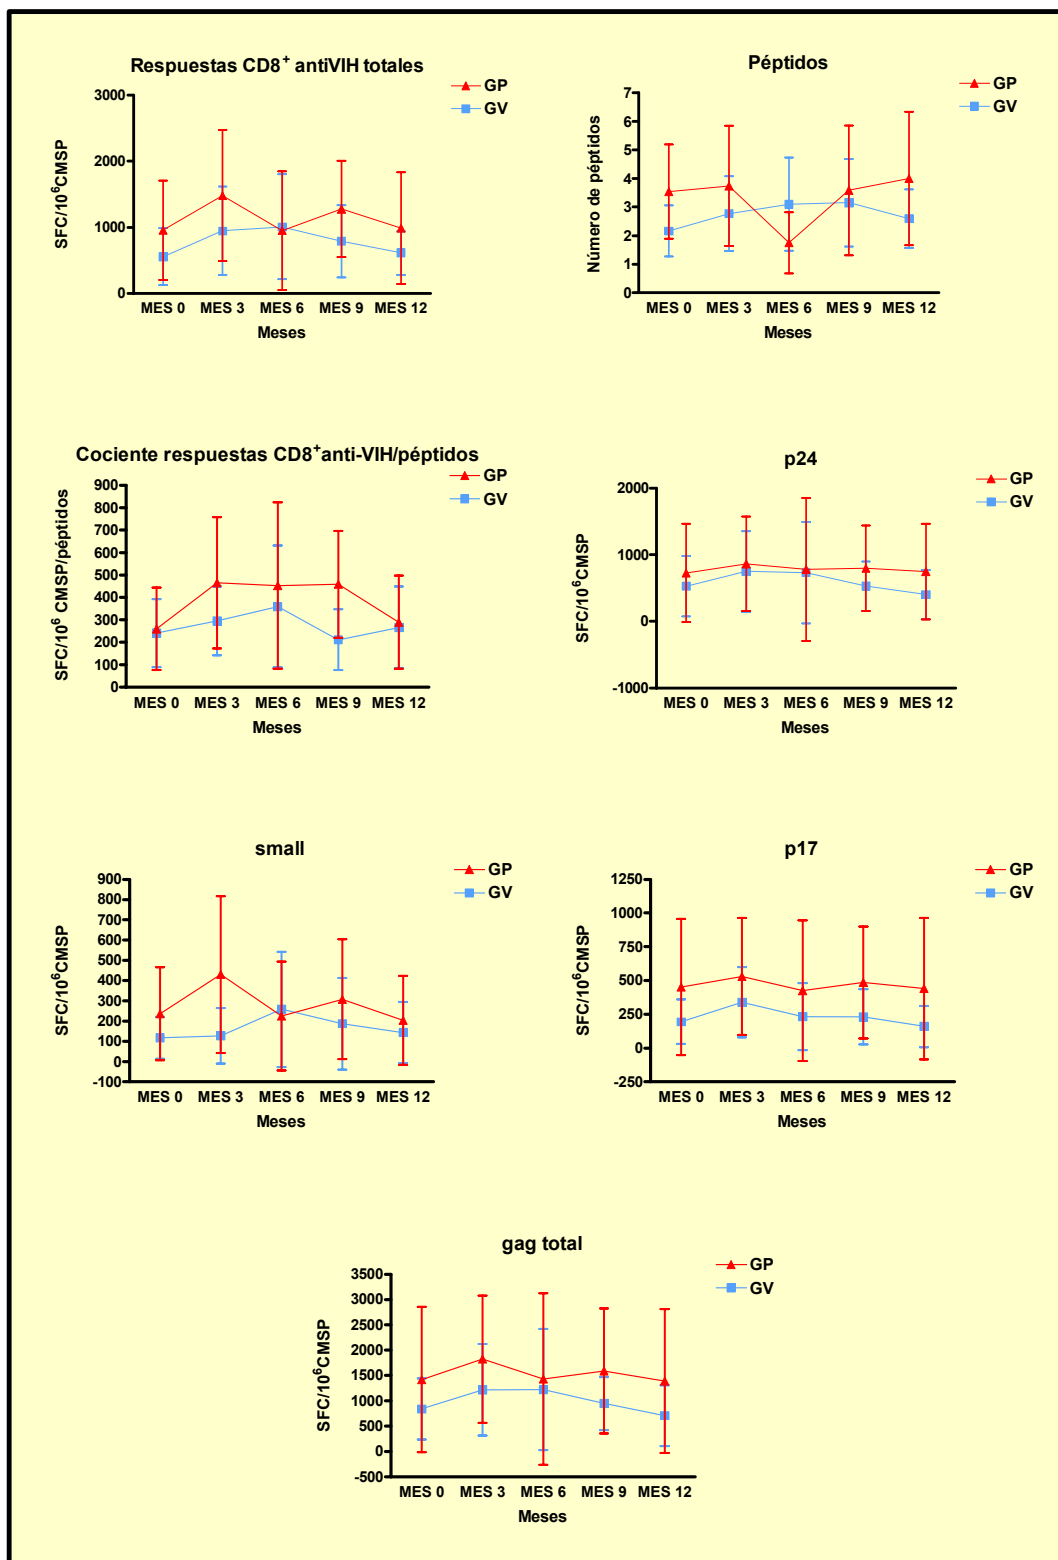 Respuestas CD8+ antiVIH totales
GP
GV
3000
2000
1000
0
SFC/10⁶CMSP
MES 0 MES 3 MES 6 MES 9 MES 12
Meses
Péptidos
GP
GV
7
6
5
4
3
2
1
0
Número de péptidos
MES 0 MES 3 MES 6 MES 9 MES 12
Meses
Cociente respuestas CD8+anti-VIH/péptidos
GP
GV
900
800
700
600
500
400
300
200
100
0
SFC/10⁶ CMSP/péptidos
MES 0 MES 3 MES 6 MES 9 MES 12
Meses
p24
GP
GV
2000
1000
0
-1000
SFC/10⁶CMSP
MES 0 MES 3 MES 6 MES 9 MES 12
Meses
small
GP
GV
900
800
700
600
500
400
300
200
100
0
-100
SFC/10⁶CMSP
MES 0 MES 3 MES 6 MES 9 MES 12
Meses
p17
GP
GV
1250
1000
750
500
250
0
-250
SFC/10⁶CMSP
MES 0 MES 3 MES 6 MES 9 MES 12
Meses
gag total
GP
GV
3500
3000
2500
2000
1500
1000
500
0
-500
SFC/10⁶CMSP
MES 0 MES 3 MES 6 MES 9 MES 12
Meses